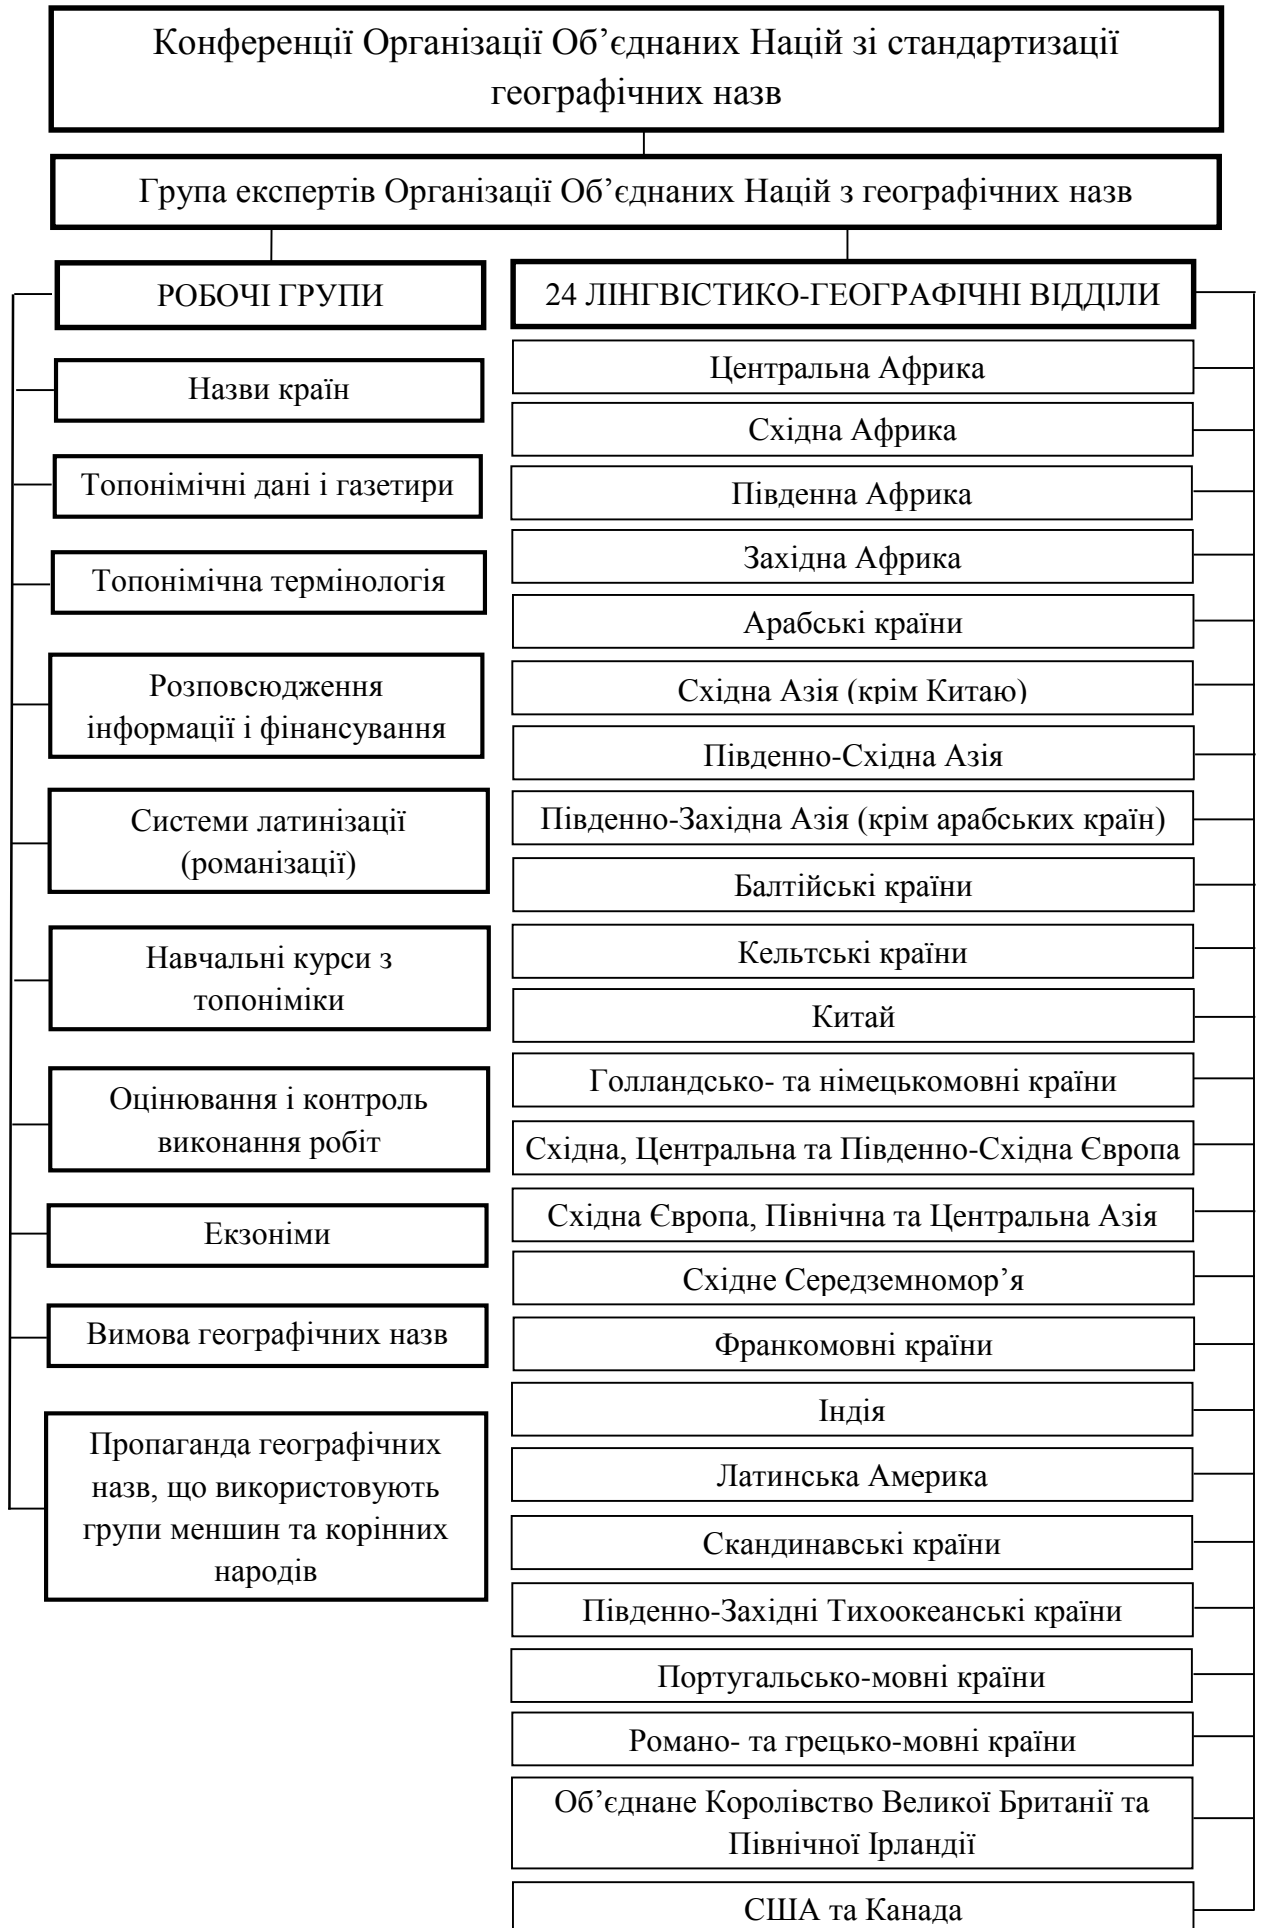 Конференції Організації Об’єднаних Націй зі стандартизації
географічних назв
Група експертів Організації Об’єднаних Націй з географічних назв
РОБОЧІ ГРУПИ
Назви країн
Топонімічні дані і газетири
Топонімічна термінологія
Розповсюдження
інформації і фінансування
Системи латинізації
(романізації)
Навчальні курси з
топоніміки
Оцінювання і контроль
виконання робіт
Екзоніми
Вимова географічних назв
Пропаганда географічних
назв, що використовують
групи меншин та корінних
народів
24 ЛІНГВІСТИКО-ГЕОГРАФІЧНІ ВІДДІЛИ
Центральна Африка
Східна Африка
Південна Африка
Західна Африка
Арабські країни
Східна Азія (крім Китаю)
Південно-Східна Азія
Південно-Західна Азія (крім арабських країн)
Балтійські країни
Кельтські країни
Китай
Голландсько- та німецькомовні країни
Східна, Центральна та Південно-Східна Європа
Східна Європа, Північна та Центральна Азія
Східне Середземномор’я
Франкомовні країни
Індія
Латинська Америка
Скандинавські країни
Південно-Західні Тихоокеанські країни
Португальсько-мовні країни
Романо- та грецько-мовні країни
Об’єднане Королівство Великої Британії та
Північної Ірландії
США та Канада